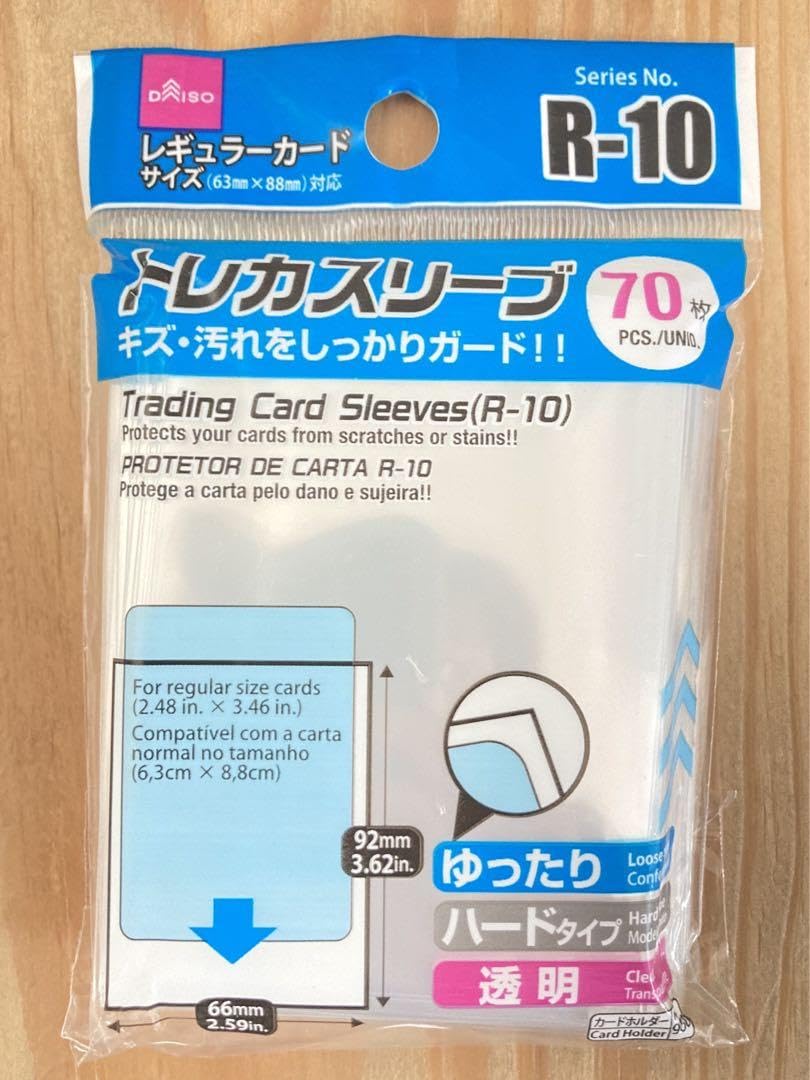 DAISO
Series No.
R-10
レギュラーカード
サイズ(63mm×88mm)対応
トレカスリーブ
70枚
PCS./UNID.
キズ・汚れをしっかりガード!!
Trading Card Sleeves(R-10)
Protects your cards from scratches or stains!!
PROTETOR DE CARTA R-10
Protege a carta pelo dano e sujeira!!
For regular size cards
(2.48 in. × 3.46 in.)
Compatível com a carta
normal no tamanho
(6,3cm × 8,8cm)
92mm
3.62in.
ゆったり
Loose
ハードタイプ
Hard
透明
66mm
2.59in.
カードホルダー
Card Holder